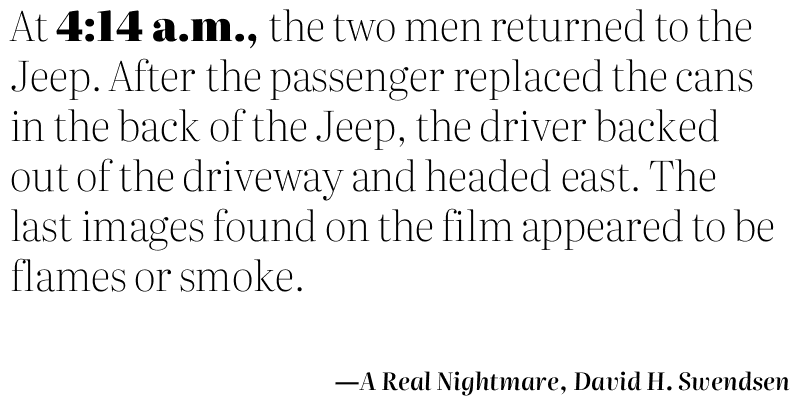 At 4:14 a.m., the two men returned to the
Jeep. After the passenger replaced the cans
in the back of the Jeep, the driver backed
out of the driveway and headed east. The
last images found on the film appeared to be
flames or smoke.
—A Real Nightmare, David H. Swendsen